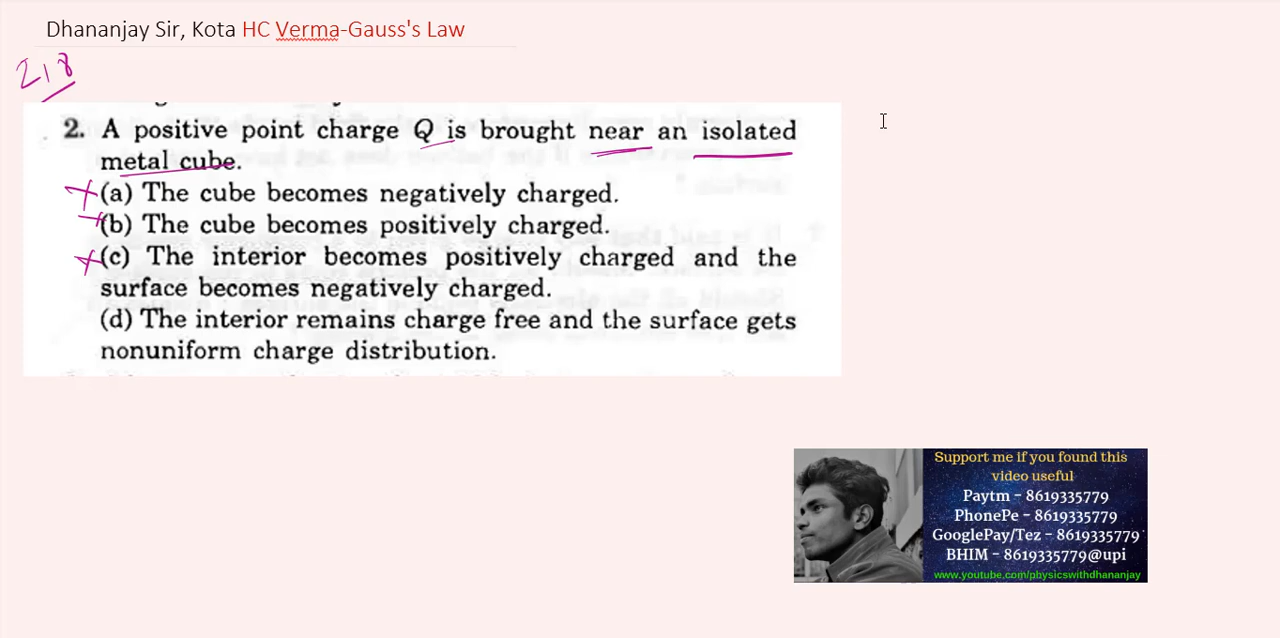 Dhananjay Sir, Kota HC Verma-Gauss's Law
218
2. A positive point charge Q is brought near an isolated
metal cube.
(a) The cube becomes negatively charged.
(b) The cube becomes positively charged.
(c) The interior becomes positively charged and the
surface becomes negatively charged.
(d) The interior remains charge free and the surface gets
nonuniform charge distribution.
Support me if you found this
video useful
Paytm - 8619335779
PhonePe - 8619335779
GooglePay/Tez - 8619335779
BHIM - 8619335779@upi
www.youtube.com/physicswithdhananjay